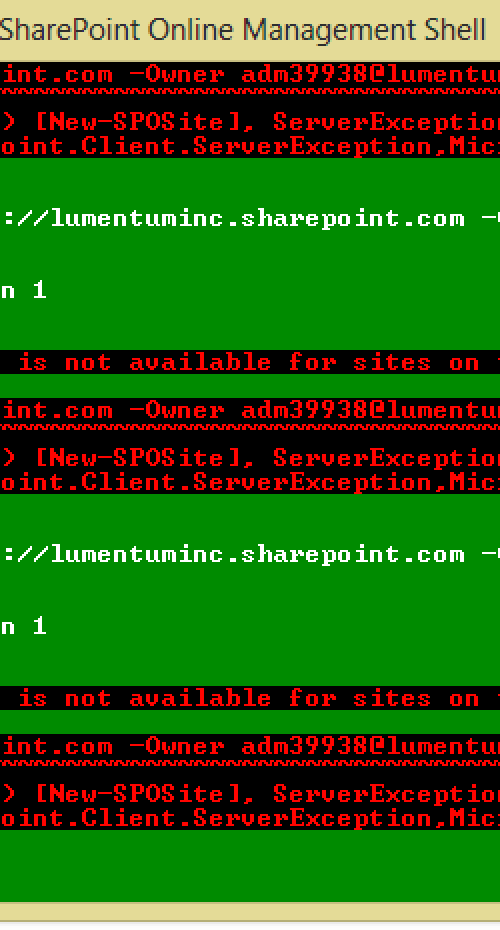 SharePoint Online Management Shell
int.com -Owner adm39938@lumentu
) [New-SPOSite], ServerExceptio
oint.Client.ServerException,Mic
://lumentuminc.sharepoint.com -
n 1
is not available for sites on
int.com -Owner adm39938@lumentu
) [New-SPOSite], ServerExceptio
oint.Client.ServerException,Mic
://lumentuminc.sharepoint.com -
n 1
is not available for sites on
int.com -Owner adm39938@lumentu
) [New-SPOSite], ServerExceptio
oint.Client.ServerException,Mic